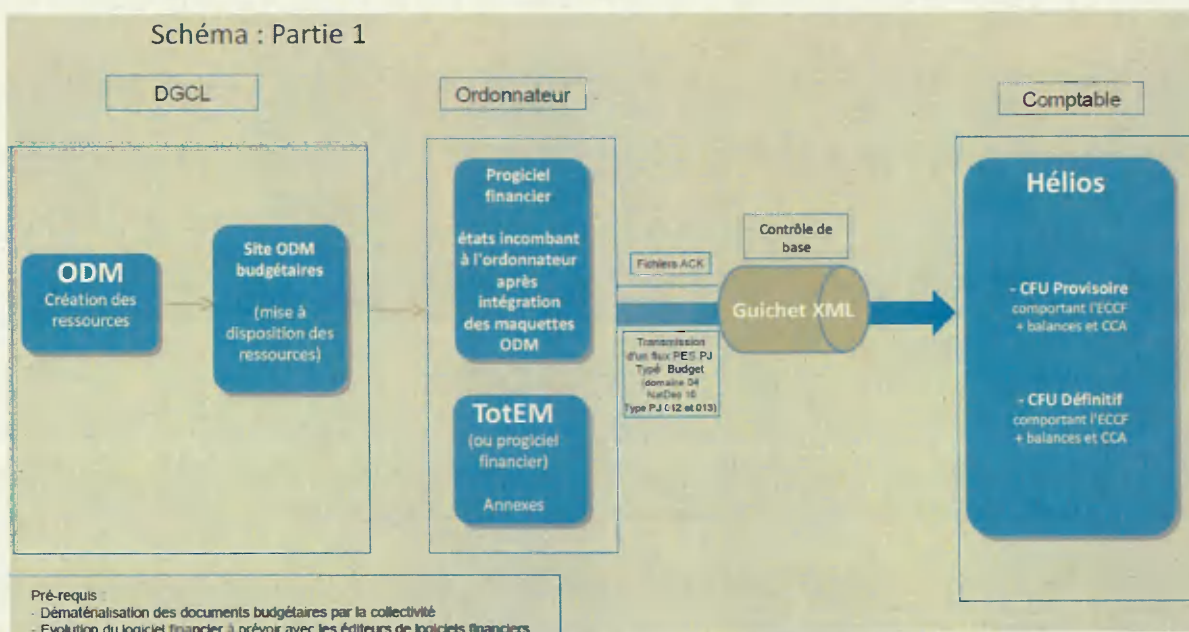 Schéma : Partie 1
DGCL
Ordonnateur
Comptable
ODM
Création des
ressources
Site ODM
budgétaires
(mise à
disposition des
ressources)
Progiciel
financier
états incombant
à l'ordonnateur
après
intégration
des maquettes
ODM
TotEM
(ou progiciel
financier)
Annexes
Fichiers ACK
Transmission
d'un flux PES PJ
Typé Budget
(domaine 04
NatDec 10
Type PJ 012 et 013)
Contrôle de
base
Guichet XML
Hélios
- CFU Provisoire
comportant l'ECCF
+ balances et CCA
- CFU Définitif
comportant l'ECCF
+ balances et CCA
Pré-requis :
- Dématérialisation des documents budgétaires par la collectivité
- Evolution du logiciel financier à prévoir avec les éditeurs de logiciels financiers